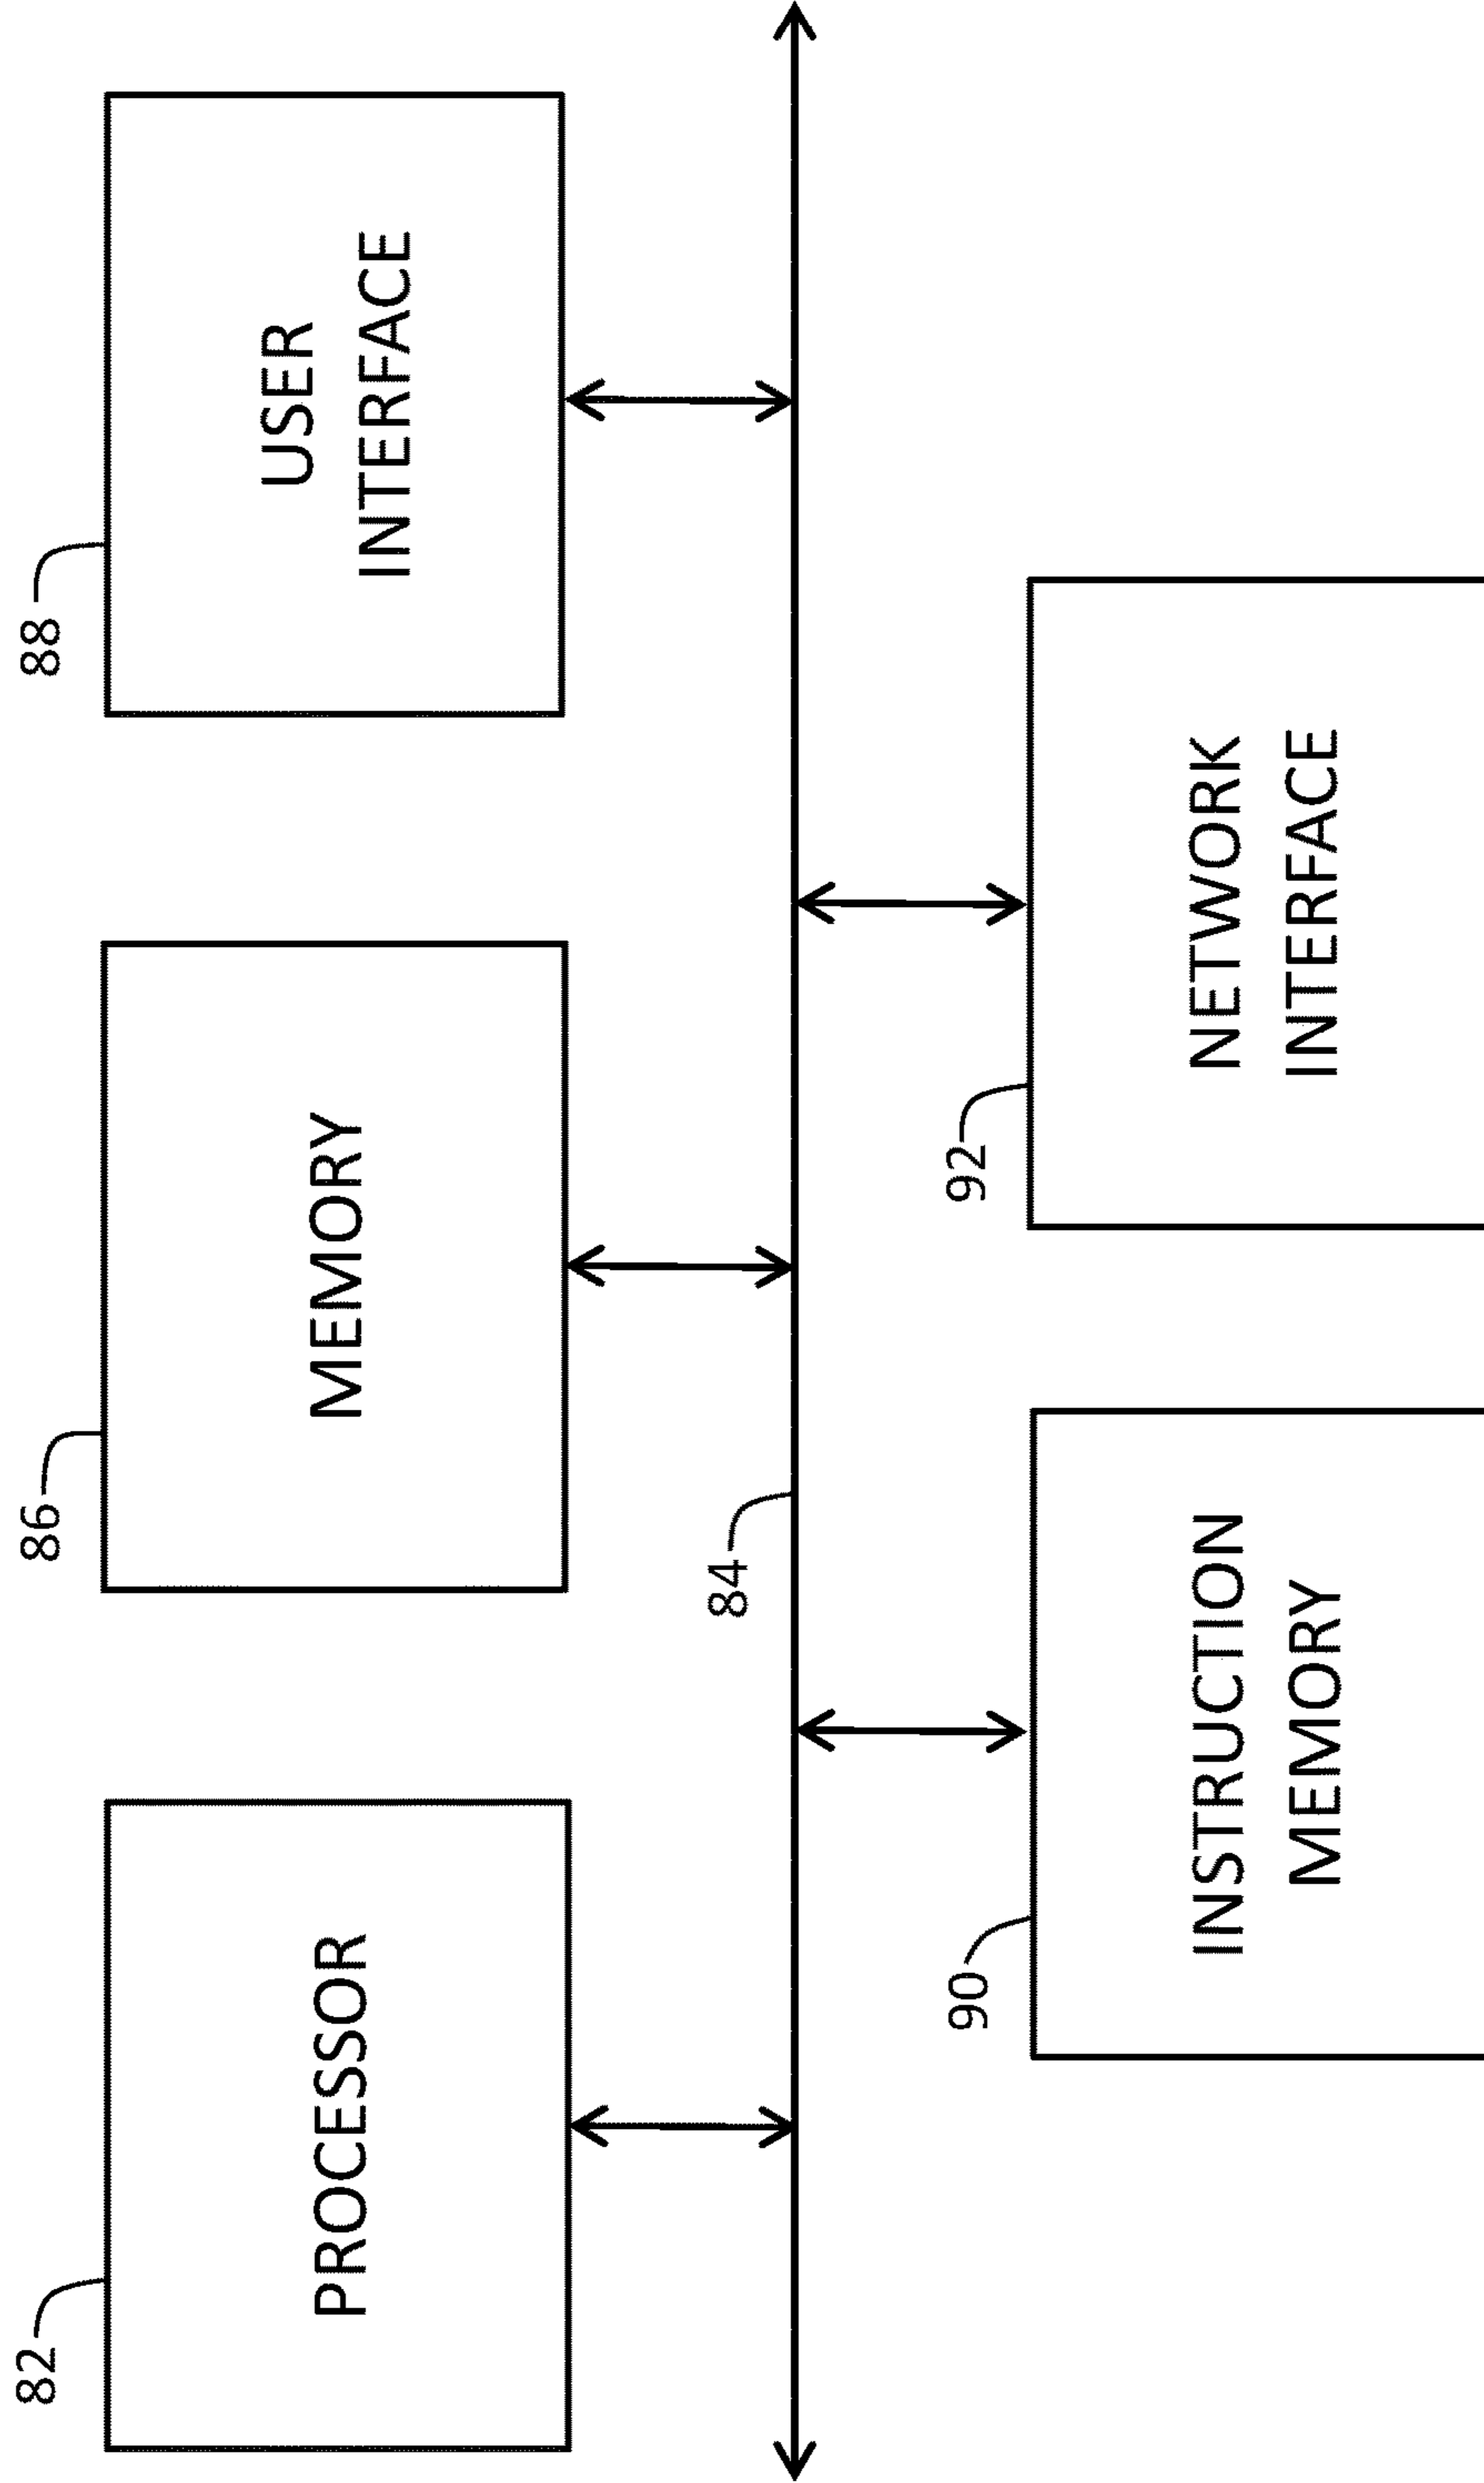 82
PROCESSOR
86
MEMORY
88
USER
INTERFACE
84
90
INSTRUCTION
MEMORY
92
NETWORK
INTERFACE